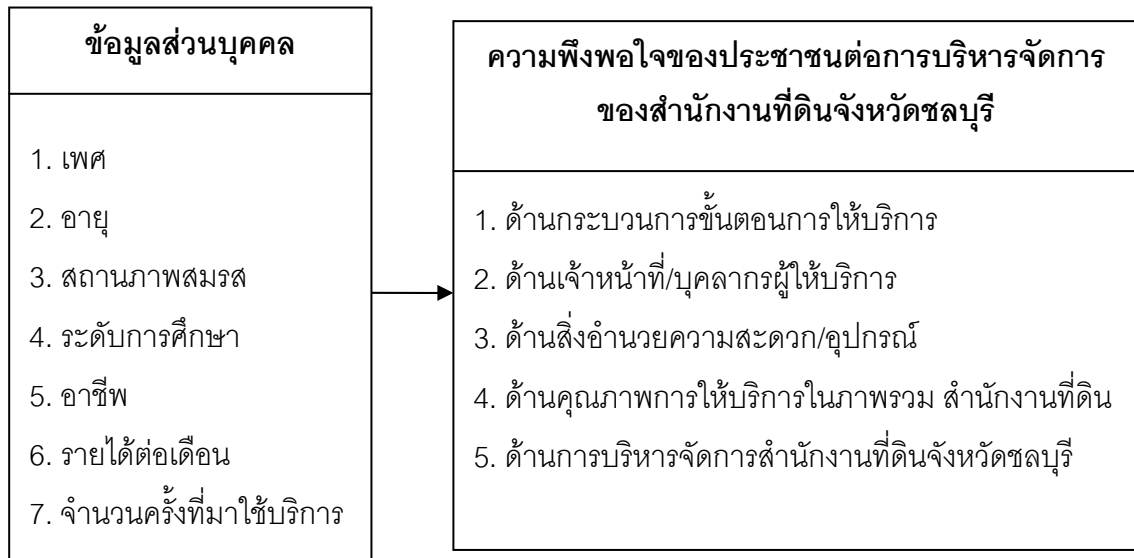 ข้อมูลส่วนบุคคล
1. เพศ
2. อายุ
3. สถานภาพสมรส
4. ระดับการศึกษา
5. อาชีพ
6. รายได้ต่อเดือน
7. จำนวนครั้งที่มาใช้บริการ
ความพึงพอใจของประชาชนต่อการบริหารจัดการ
ของสำนักงานที่ดินจังหวัดชลบุรี
1. ด้านกระบวนการขั้นตอนการให้บริการ
2. ด้านเจ้าหน้าที่/บุคลากรผู้ให้บริการ
3. ด้านสิ่งอำนวยความสะดวก/อุปกรณ์
4. ด้านคุณภาพการให้บริการในภาพรวม สำนักงานที่ดิน
5. ด้านการบริหารจัดการสำนักงานที่ดินจังหวัดชลบุรี